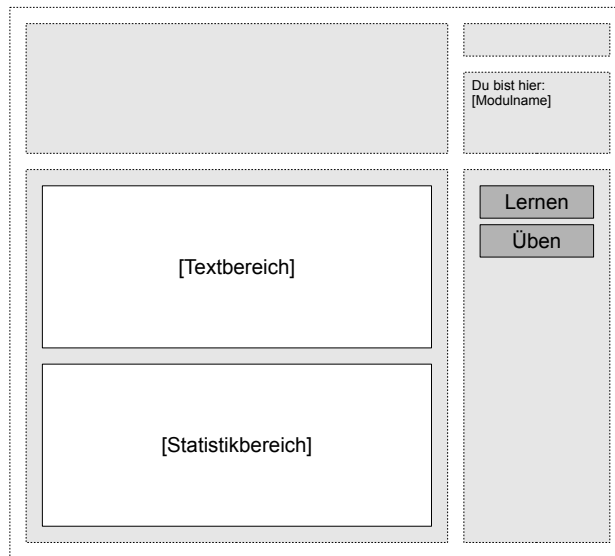 Du bist hier:
[Modulname]
Lernen
Üben
[Textbereich]
[Statistikbereich]